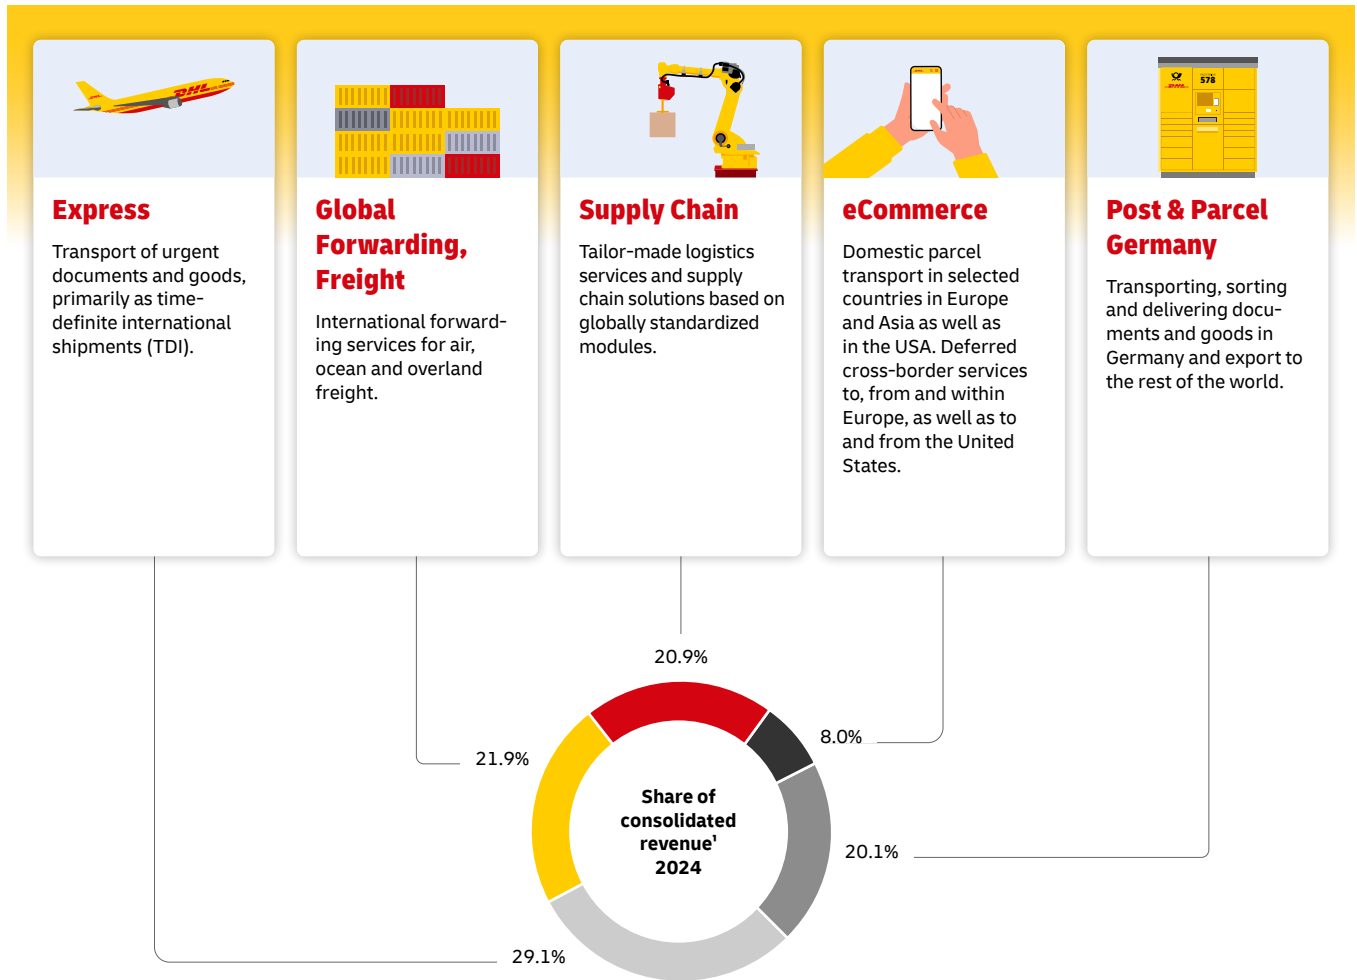 DHL
Express
Transport of urgent
documents and goods,
primarily as time-
definite international
shipments (TDI).
Global
Forwarding,
Freight
International forward-
ing services for air,
ocean and overland
freight.
Supply Chain
Tailor-made logistics
services and supply
chain solutions based on
globally standardized
modules.
eCommerce
Domestic parcel
transport in selected
countries in Europe
and Asia as well as
in the USA. Deferred
cross-border services
to, from and within
Europe, as well as to
and from the United
States.
578
DHL
Post & Parcel
Germany
Transporting, sorting
and delivering docu-
ments and goods in
Germany and export to
the rest of the world.
20.9%
8.0%
21.9%
20.1%
29.1%
Share of
consolidated
revenue¹
2024